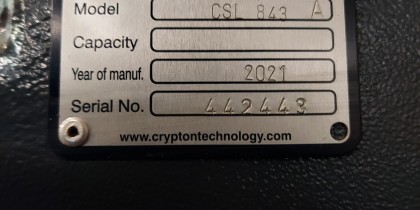 Model CSL 843 A
Capacity
Year of manuf. 2021
Serial No. 442443
www.cryptontechnology.com